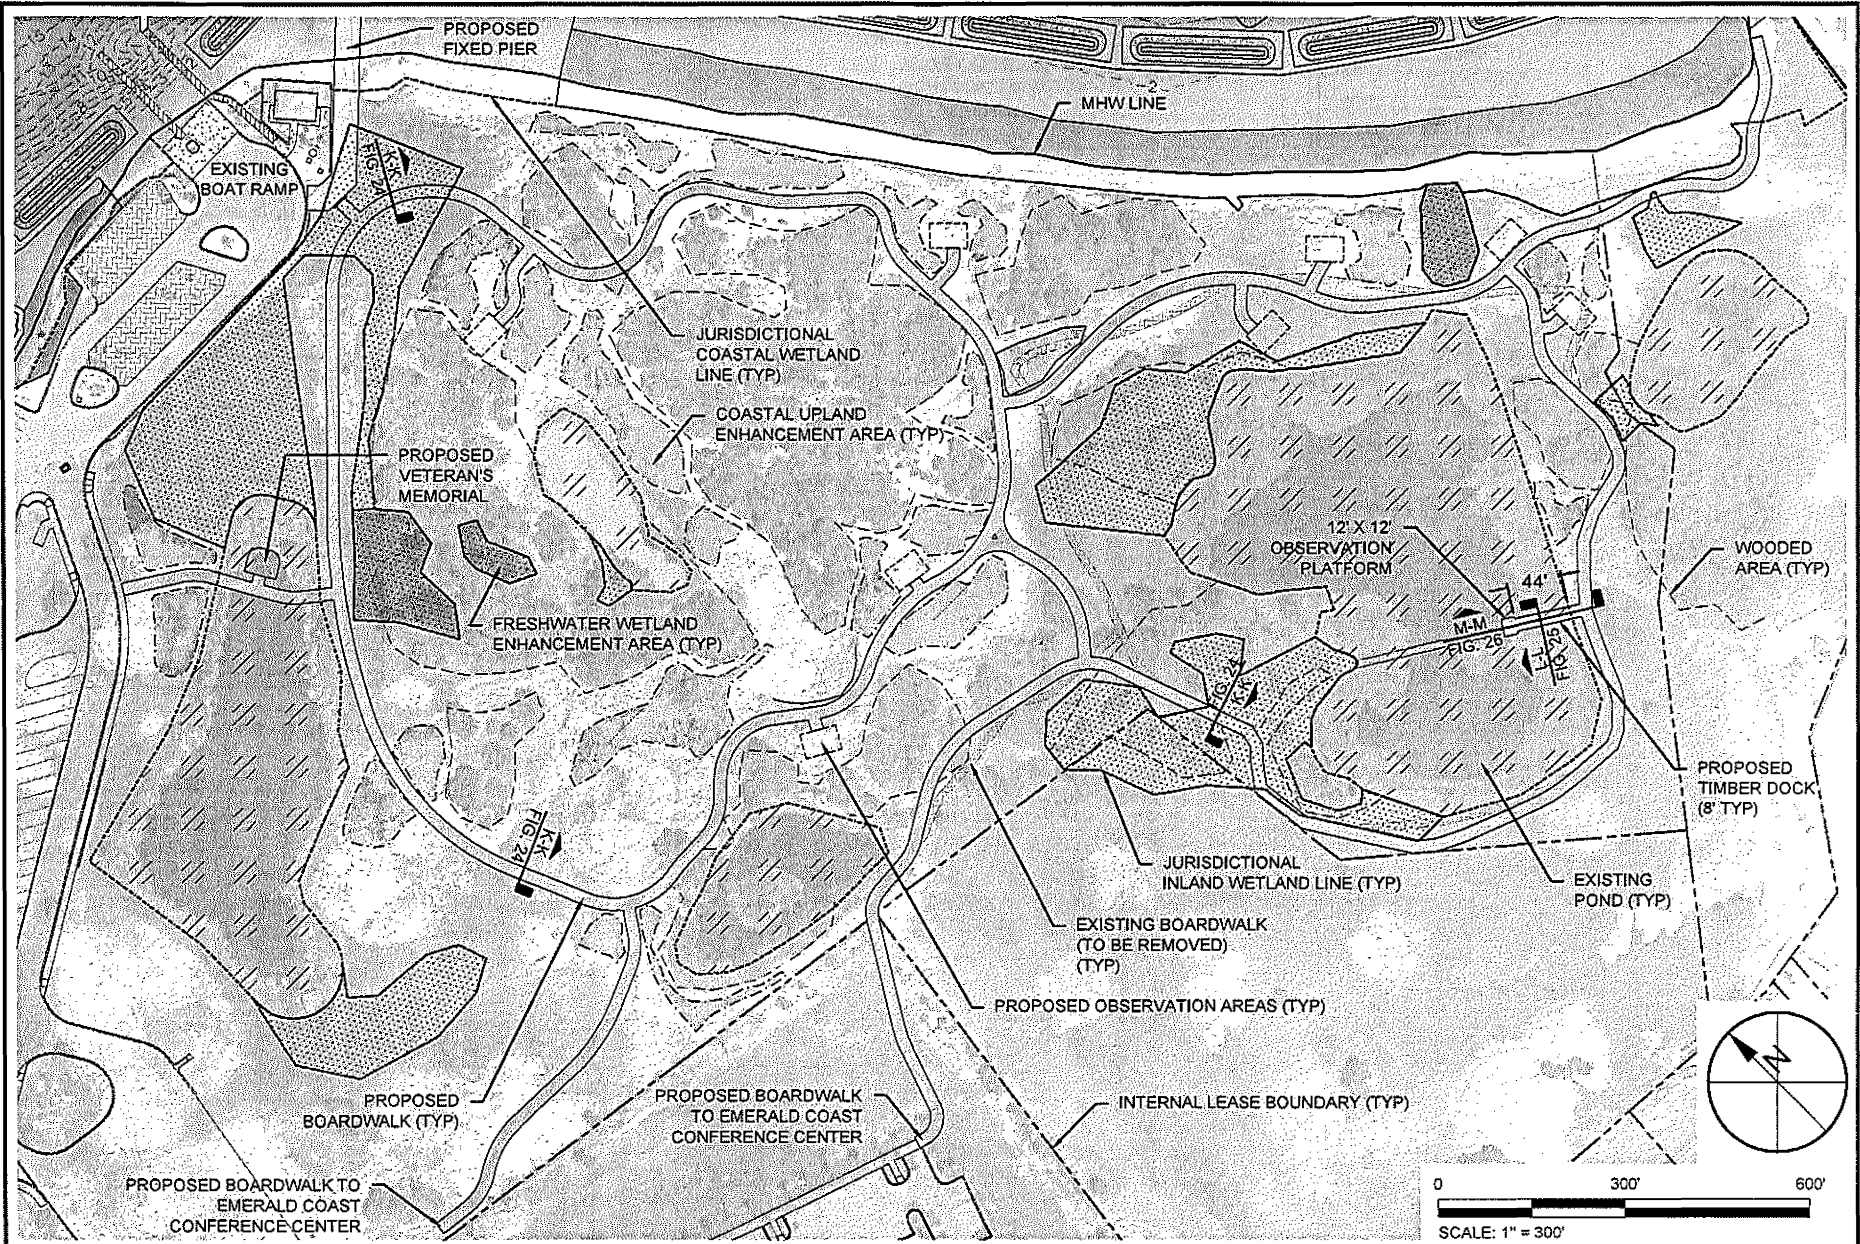 PROPOSED
FIXED PIER
2
MHW LINE
EXISTING
BOAT RAMP
K-K
FIG. 24
JURISDICTIONAL
COASTAL WETLAND
LINE (TYP)
COASTAL UPLAND
ENHANCEMENT AREA (TYP)
PROPOSED
VETERAN'S
MEMORIAL
12' X 12'
OBSERVATION
PLATFORM
44'
WOODED
AREA (TYP)
FRESHWATER WETLAND
ENHANCEMENT AREA (TYP)
M-M
FIG. 26
L-L
FIG. 25
FIG. 24
K-K
PROPOSED
TIMBER DOCK
(8' TYP)
FIG. 24
K-K
JURISDICTIONAL
INLAND WETLAND LINE (TYP)
EXISTING
POND (TYP)
EXISTING BOARDWALK
(TO BE REMOVED)
(TYP)
PROPOSED OBSERVATION AREAS (TYP)
N
PROPOSED
BOARDWALK (TYP)
PROPOSED BOARDWALK
TO EMERALD COAST
CONFERENCE CENTER
INTERNAL LEASE BOUNDARY (TYP)
PROPOSED BOARDWALK TO
EMERALD COAST
CONFERENCE CENTER
0 300' 600'
SCALE: 1" = 300'